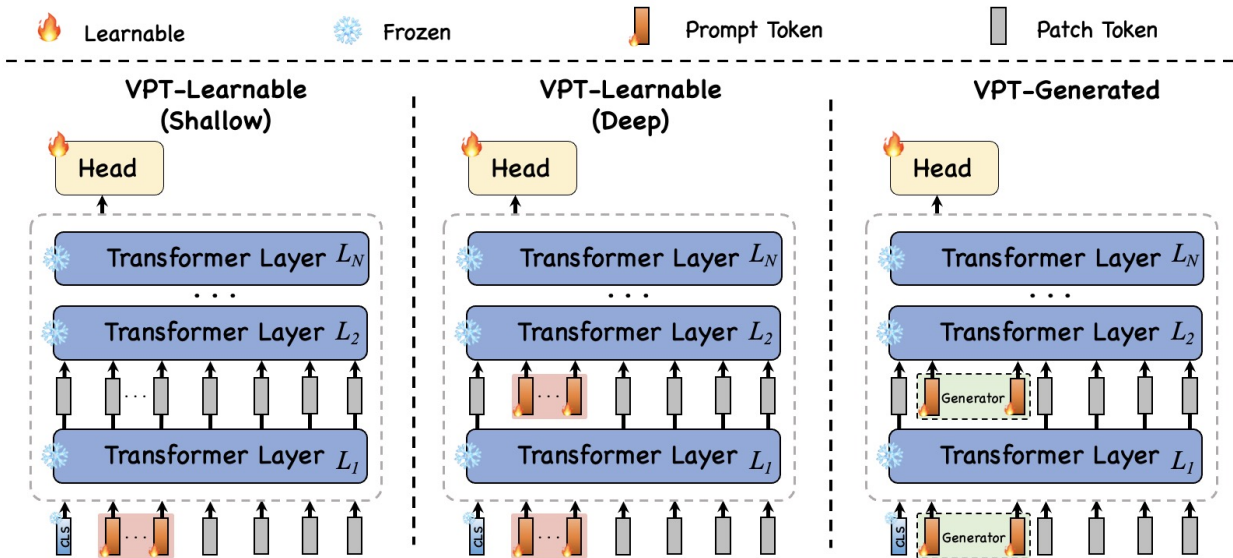 Learnable
Frozen
Prompt Token
Patch Token
VPT-Learnable
(Shallow)
Head
Transformer Layer L_N
. . .
Transformer Layer L_2
. . .
Transformer Layer L_1
CLS
. . .
VPT-Learnable
(Deep)
Head
Transformer Layer L_N
. . .
Transformer Layer L_2
. . .
Transformer Layer L_1
CLS
. . .
VPT-Generated
Head
Transformer Layer L_N
. . .
Transformer Layer L_2
Generator
Transformer Layer L_1
CLS
Generator